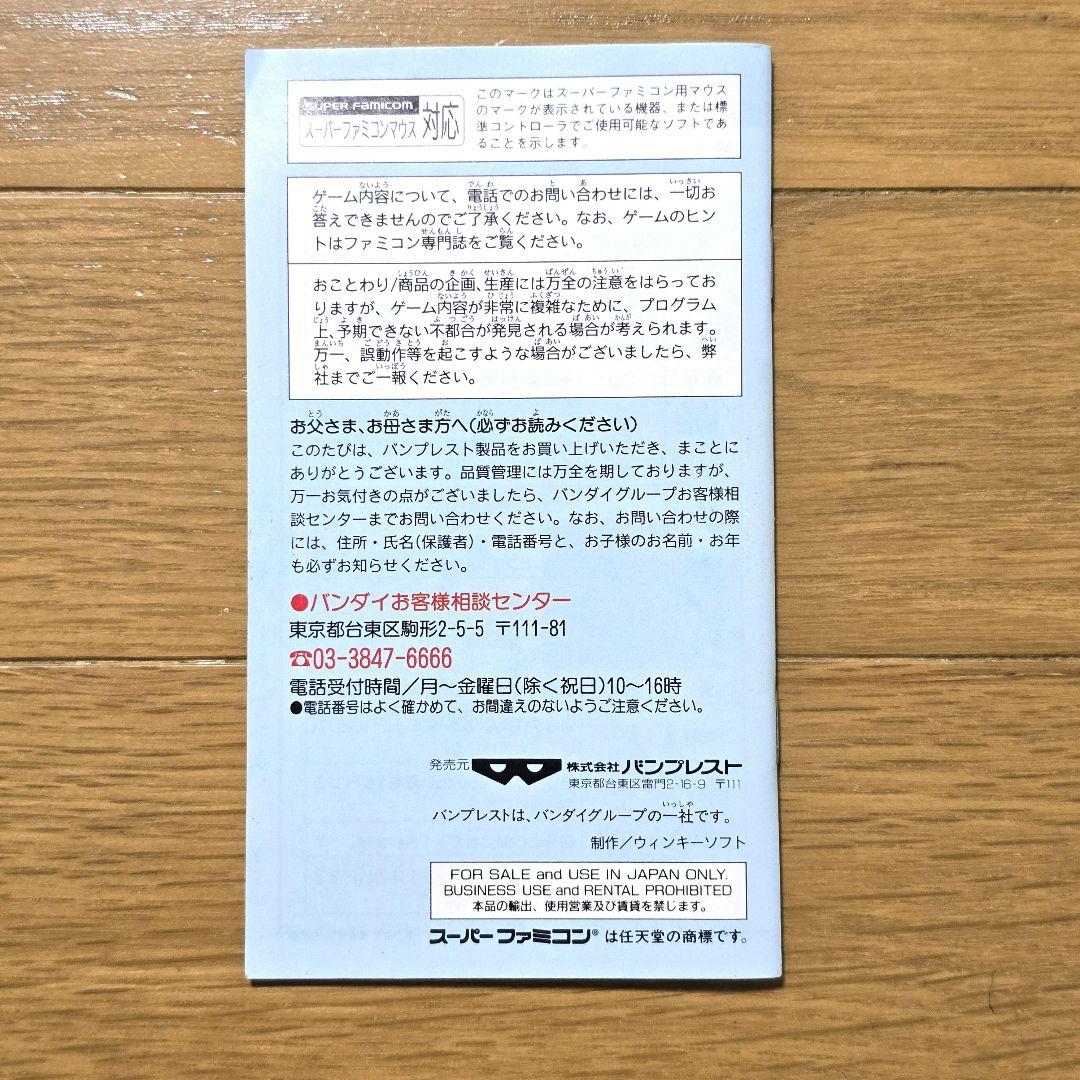 SUPER FAMICOM
スーパーファミコンマウス 対応
このマークはスーパーファミコン用マウス
のマークが表示されている機器、または標
準コントローラでご使用可能なソフトであ
ることを示します。
ゲーム内容について、電話でのお問い合わせには、一切お
答えできませんのでご了承ください。なお、ゲームのヒン
トはファミコン専門誌をご覧ください。
おことわり/商品の企画、生産には万全の注意をはらってお
りますが、ゲーム内容が非常に複雑なために、プログラム
上、予期できない不都合が発見される場合が考えられます。
万一、誤動作等を起こすような場合がございましたら、弊
社までご一報ください。
お父さま、お母さま方へ(必ずお読みください)
このたびは、バンプレスト製品をお買い上げいただき、まことに
ありがとうございます。品質管理には万全を期しておりますが、
万一お気付きの点がございましたら、バンダイグループお客様相
談センターまでお問い合わせください。なお、お問い合わせの際
には、住所・氏名(保護者)・電話番号と、お子様のお名前・お年
も必ずお知らせください。
●バンダイお客様相談センター
東京都台東区駒形2-5-5 〒111-81
☎03-3847-6666
電話受付時間/月~金曜日(除く祝日)10~16時
●電話番号はよく確かめて、お間違えのないようご注意ください。
発売元 株式会社 バンプレスト
東京都台東区雷門2-16-9 〒111
バンプレストは、バンダイグループの一社です。
制作/ウィンキーソフト
FOR SALE and USE IN JAPAN ONLY.
BUSINESS USE and RENTAL PROHIBITED
本品の輸出、使用営業及び賃貸を禁じます。
スーパーファミコン® は任天堂の商標です。